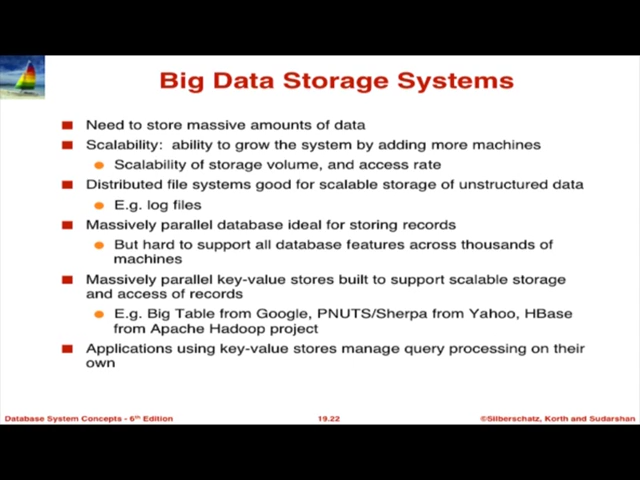 Big Data Storage Systems
Need to store massive amounts of data
Scalability: ability to grow the system by adding more machines
Scalability of storage volume, and access rate
Distributed file systems good for scalable storage of unstructured data
E.g. log files
Massively parallel database ideal for storing records
But hard to support all database features across thousands of
machines
Massively parallel key-value stores built to support scalable storage
and access of records
E.g. Big Table from Google, PNUTS/Sherpa from Yahoo, HBase
from Apache Hadoop project
Applications using key-value stores manage query processing on their
own
Database System Concepts - 6th Edition
19.22
©Silberschatz, Korth and Sudarshan